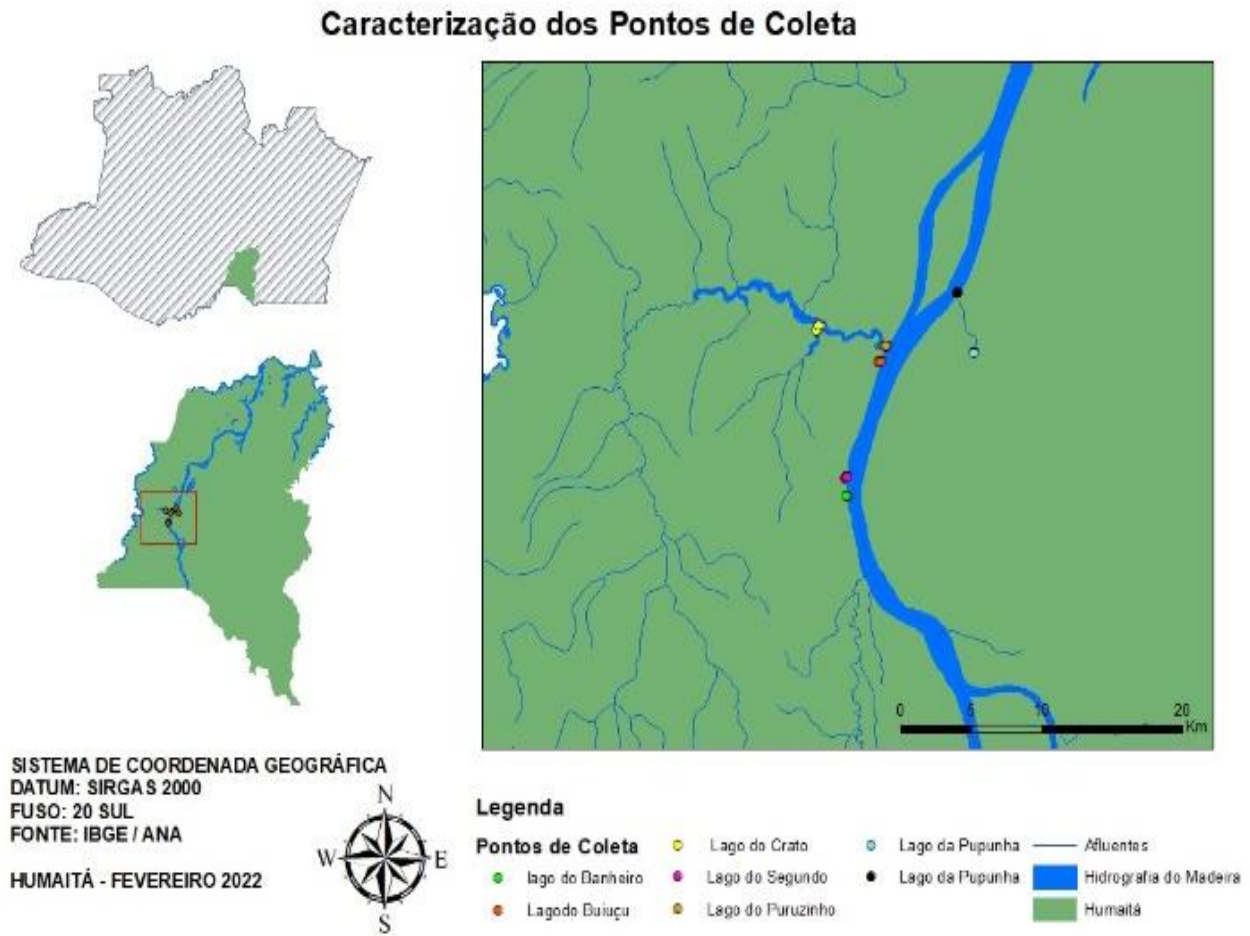 Caracterização dos Pontos de Coleta
0 5 10 20
Km
SISTEMA DE COORDENADA GEOGRÁFICA
DATUM: SIRGAS 2000
FUSO: 20 SUL
FONTE: IBGE / ANA
HUMAITÁ - FEVEREIRO 2022
N
W E
S
Legenda
Pontos de Coleta
lago do Banheiro
Lagodo Buiuçu
Lago do Crato
Lago do Segundo
Lago do Puruzinho
Lago da Pupunha
Lago da Pupunha
Afluentes
Hidrografia do Madeira
Humaitá